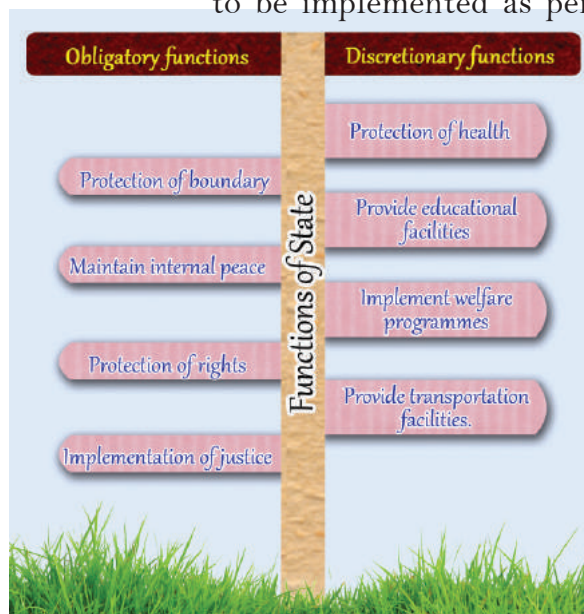 to be implemented as per
Obligatory functions
Discretionary functions
Functions of State
Protection of boundary
Maintain internal peace
Protection of rights
Implementation of justice
Protection of health
Provide educational
facilities
Implement welfare
programmes
Provide transportation
facilities.